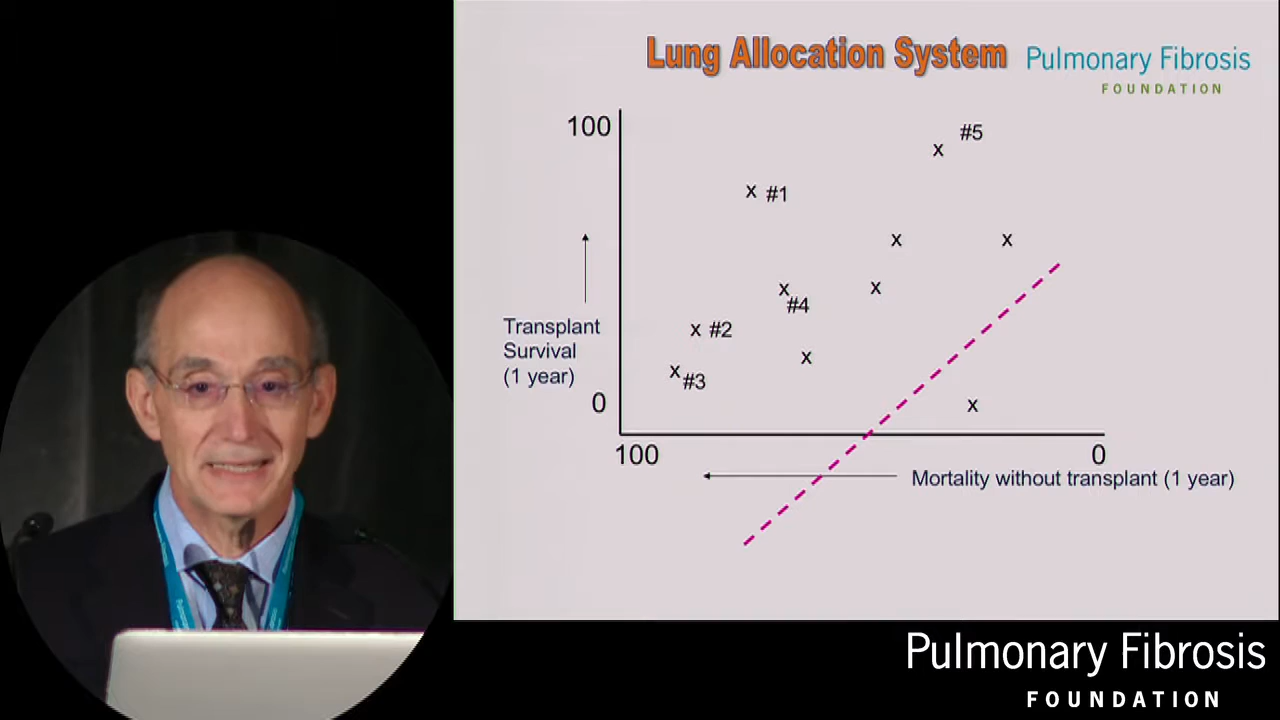 Lung Allocation System
Pulmonary Fibrosis
FOUNDATION
100
x #5
x #1
x
x
x
#4
x
Transplant
Survival
(1 year)
x #2
x
x
#3
0
x
100
0
Mortality without transplant (1 year)
Pulmonary Fibrosis
FOUNDATION